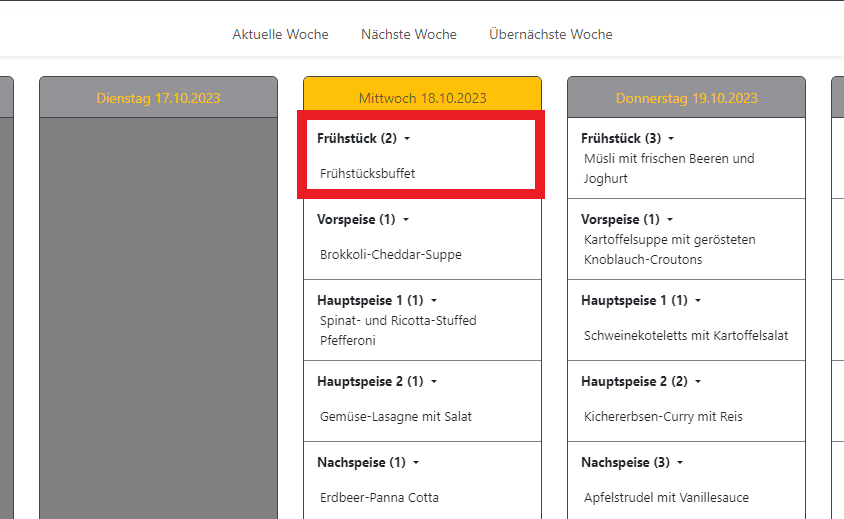 Aktuelle Woche Nächste Woche Übernächste Woche
Dienstag 17.10.2023
Mittwoch 18.10.2023
Frühstück (2)
Frühstücksbuffet
Vorspeise (1)
Brokkoli-Cheddar-Suppe
Hauptspeise 1 (1)
Spinat- und Ricotta-Stuffed
Pfefferoni
Hauptspeise 2 (1)
Gemüse-Lasagne mit Salat
Nachspeise (1)
Erdbeer-Panna Cotta
Donnerstag 19.10.2023
Frühstück (3)
Müsli mit frischen Beeren und
Joghurt
Vorspeise (1)
Kartoffelsuppe mit gerösteten
Knoblauch-Croutons
Hauptspeise 1 (1)
Schweinekoteletts mit Kartoffelsalat
Hauptspeise 2 (2)
Kichererbsen-Curry mit Reis
Nachspeise (3)
Apfelstrudel mit Vanillesauce